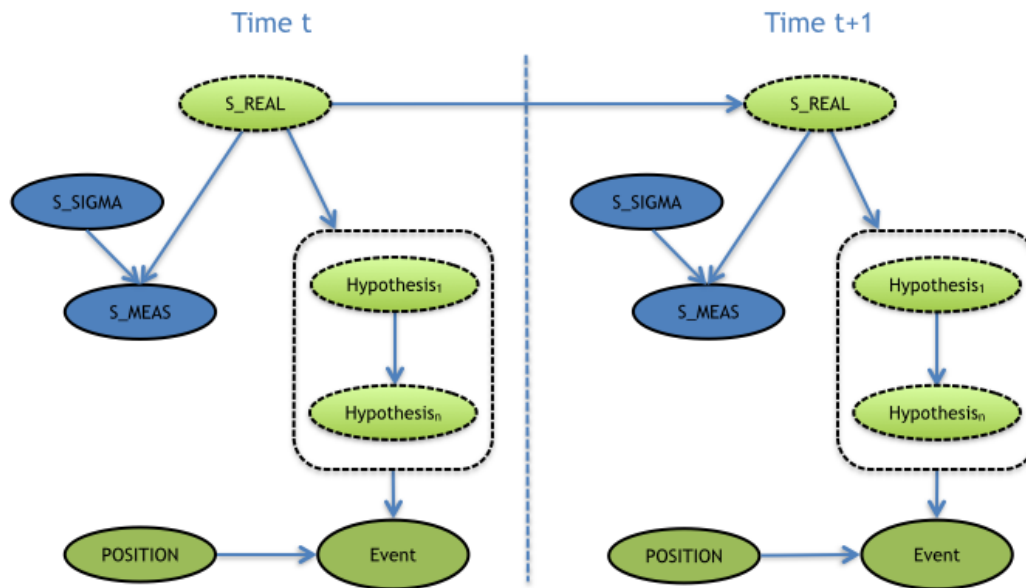 Time t
Time t+1
S_REAL
S_REAL
S_SIGMA
S_SIGMA
Hypothesis₁
Hypothesis₁
S_MEAS
S_MEAS
Hypothesisₙ
Hypothesisₙ
POSITION
Event
POSITION
Event